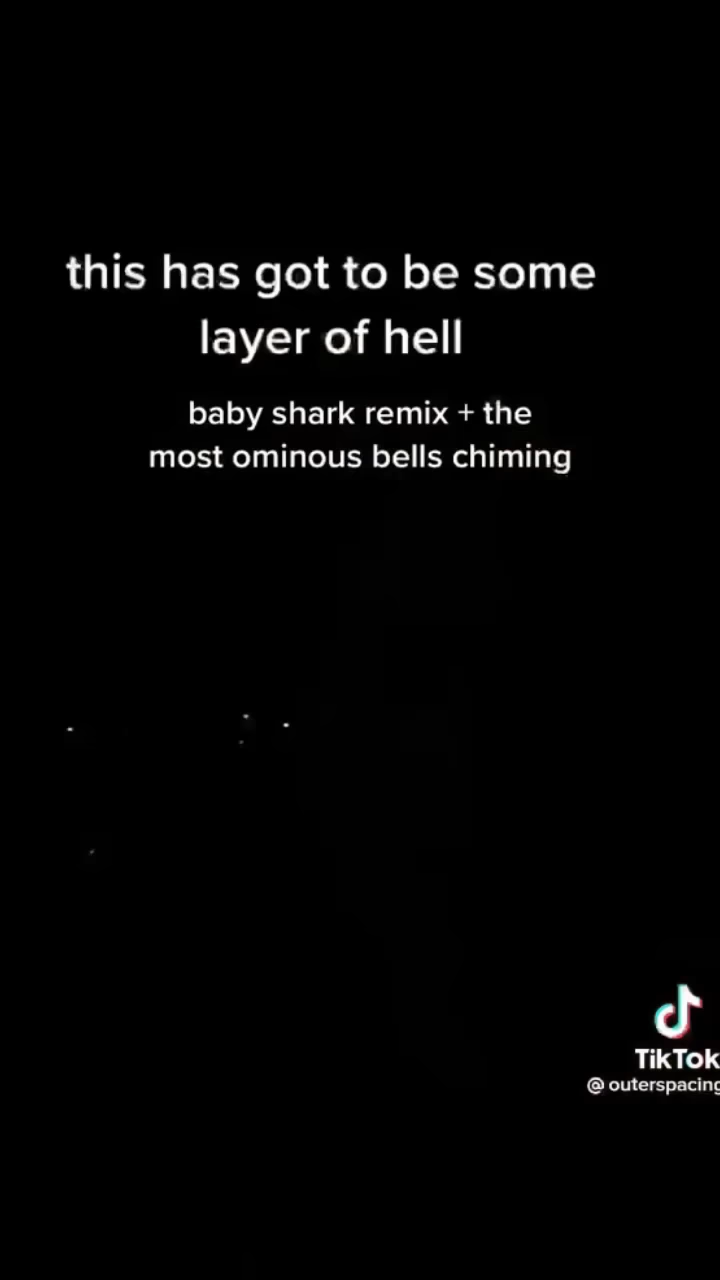 this has got to be some
layer of hell
baby shark remix + the
most ominous bells chiming
TikTok
@ outerspacing